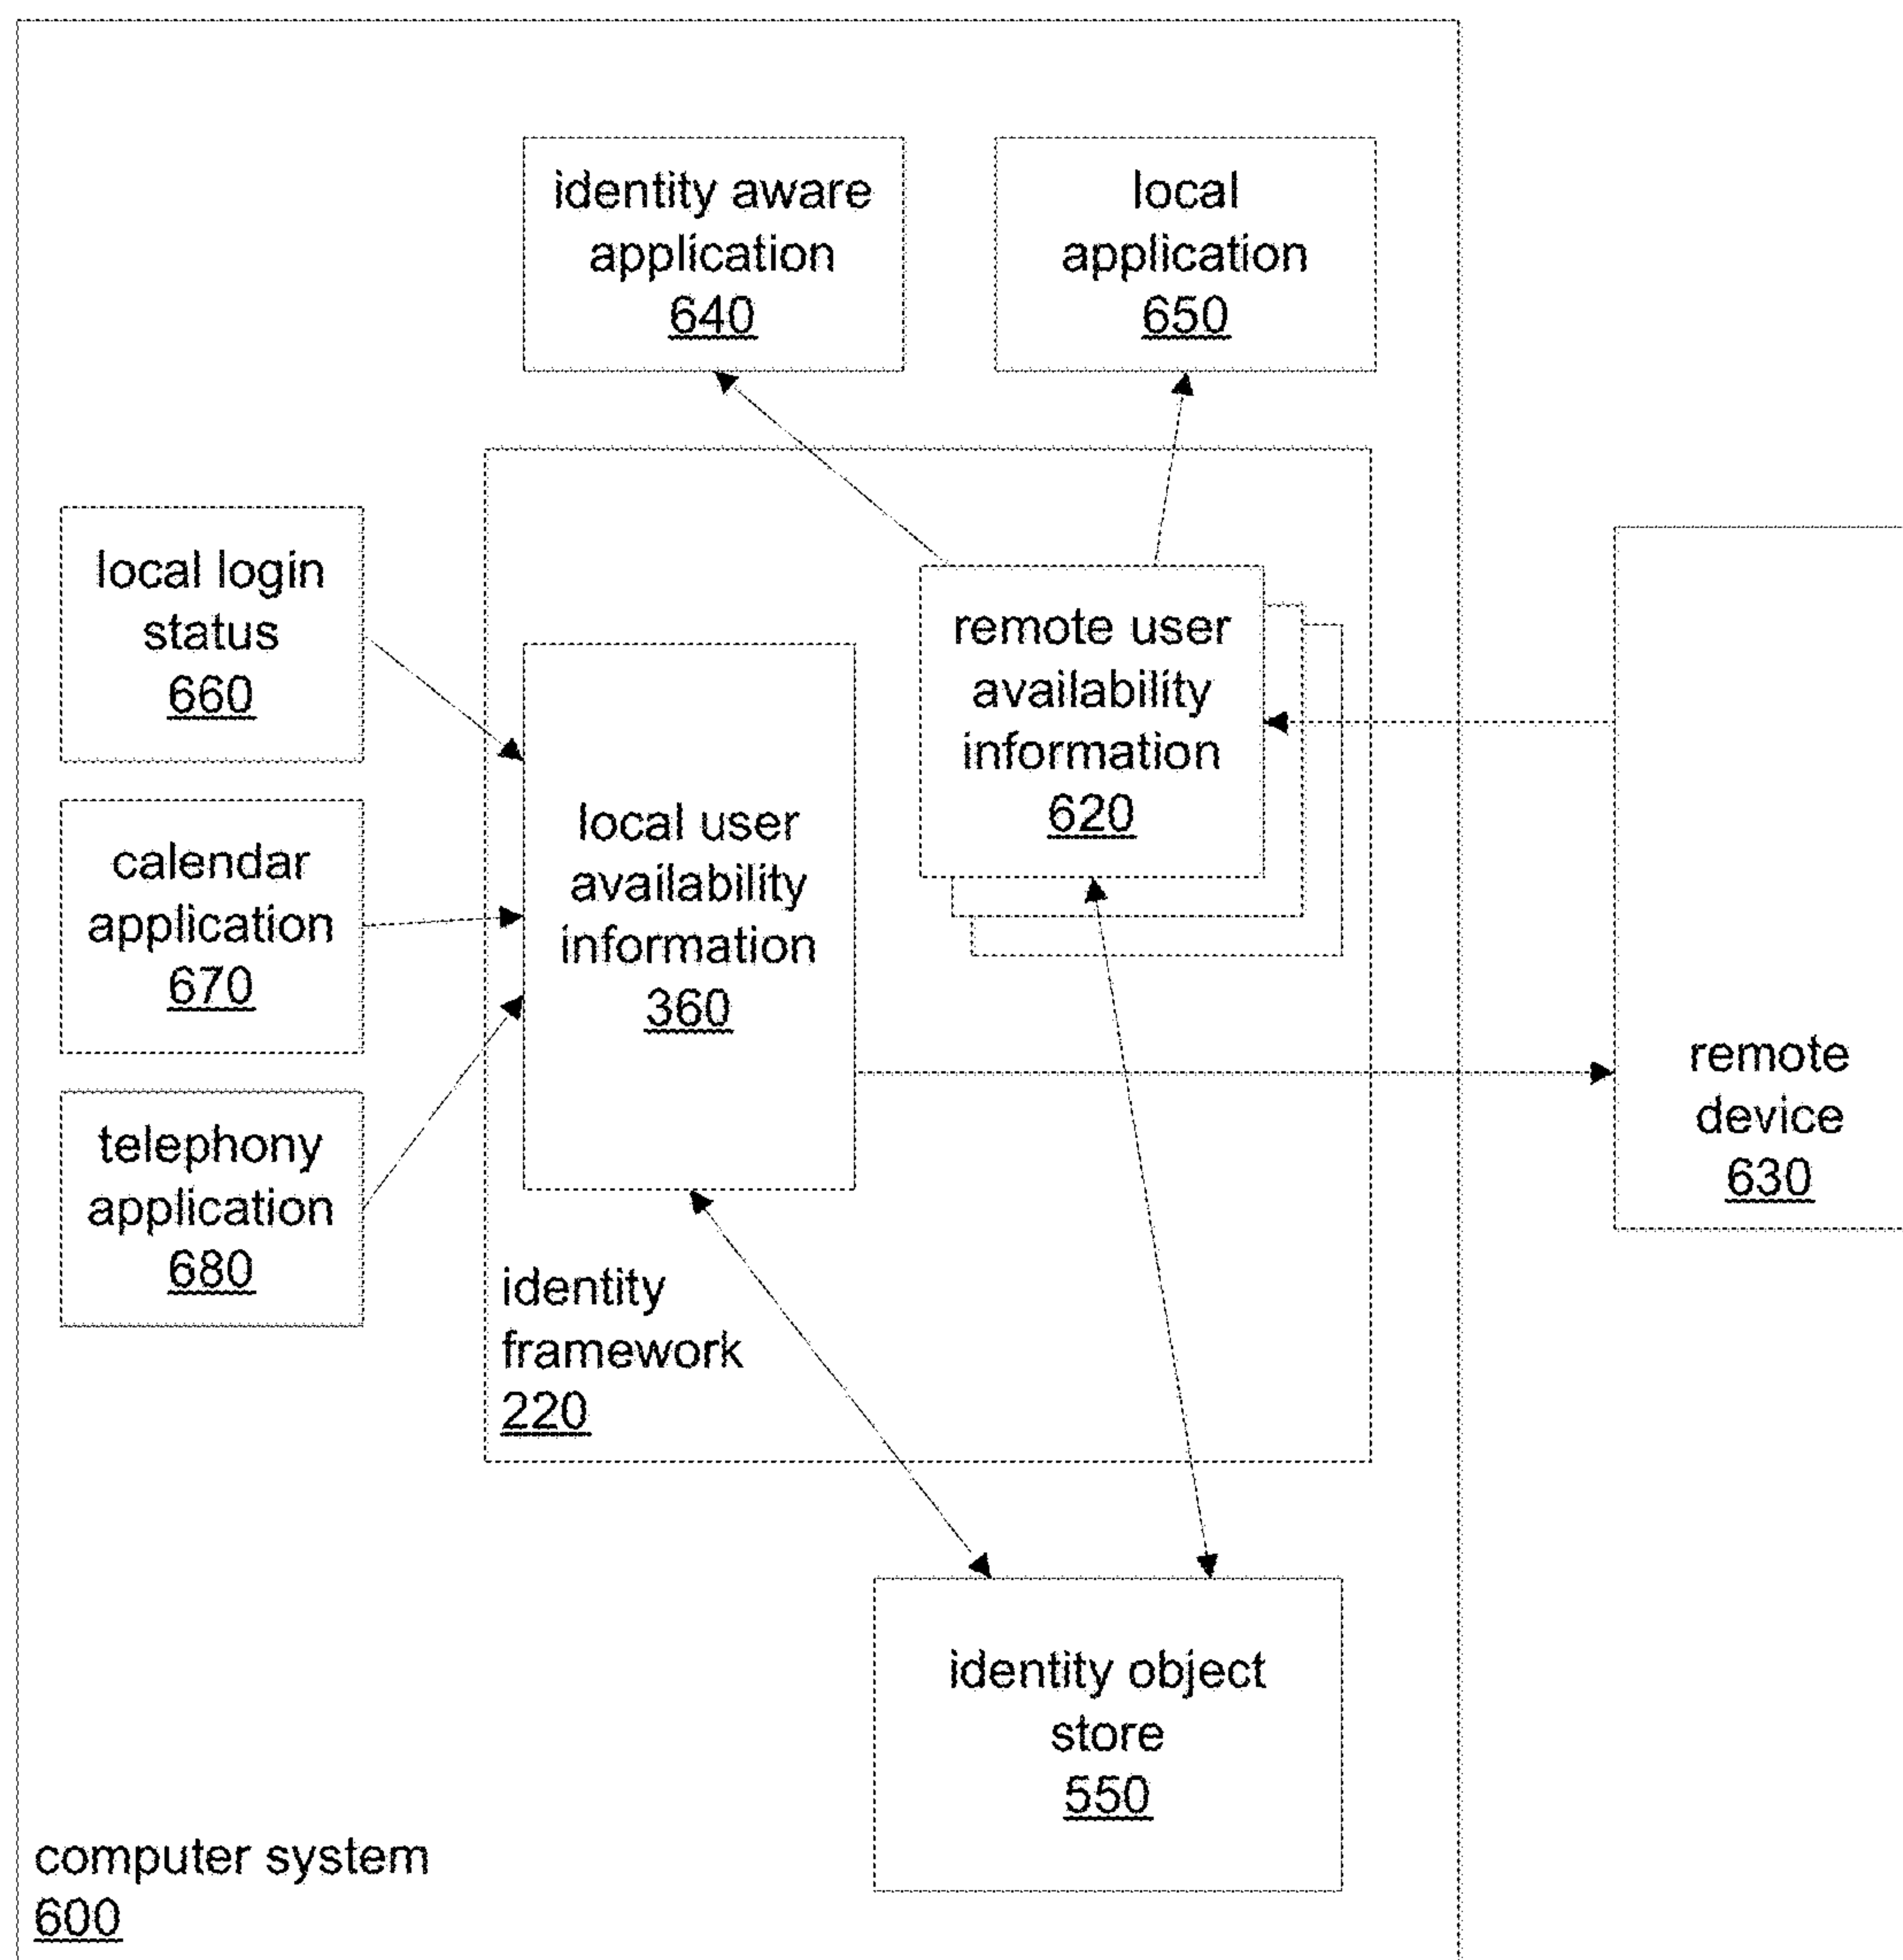 identity aware
application
640
local
application
650
local login
status
660
remote user
availability
information
620
local user
availability
information
360
calendar
application
670
remote
device
630
telephony
application
680
identity
framework
220
identity object
store
550
computer system
600